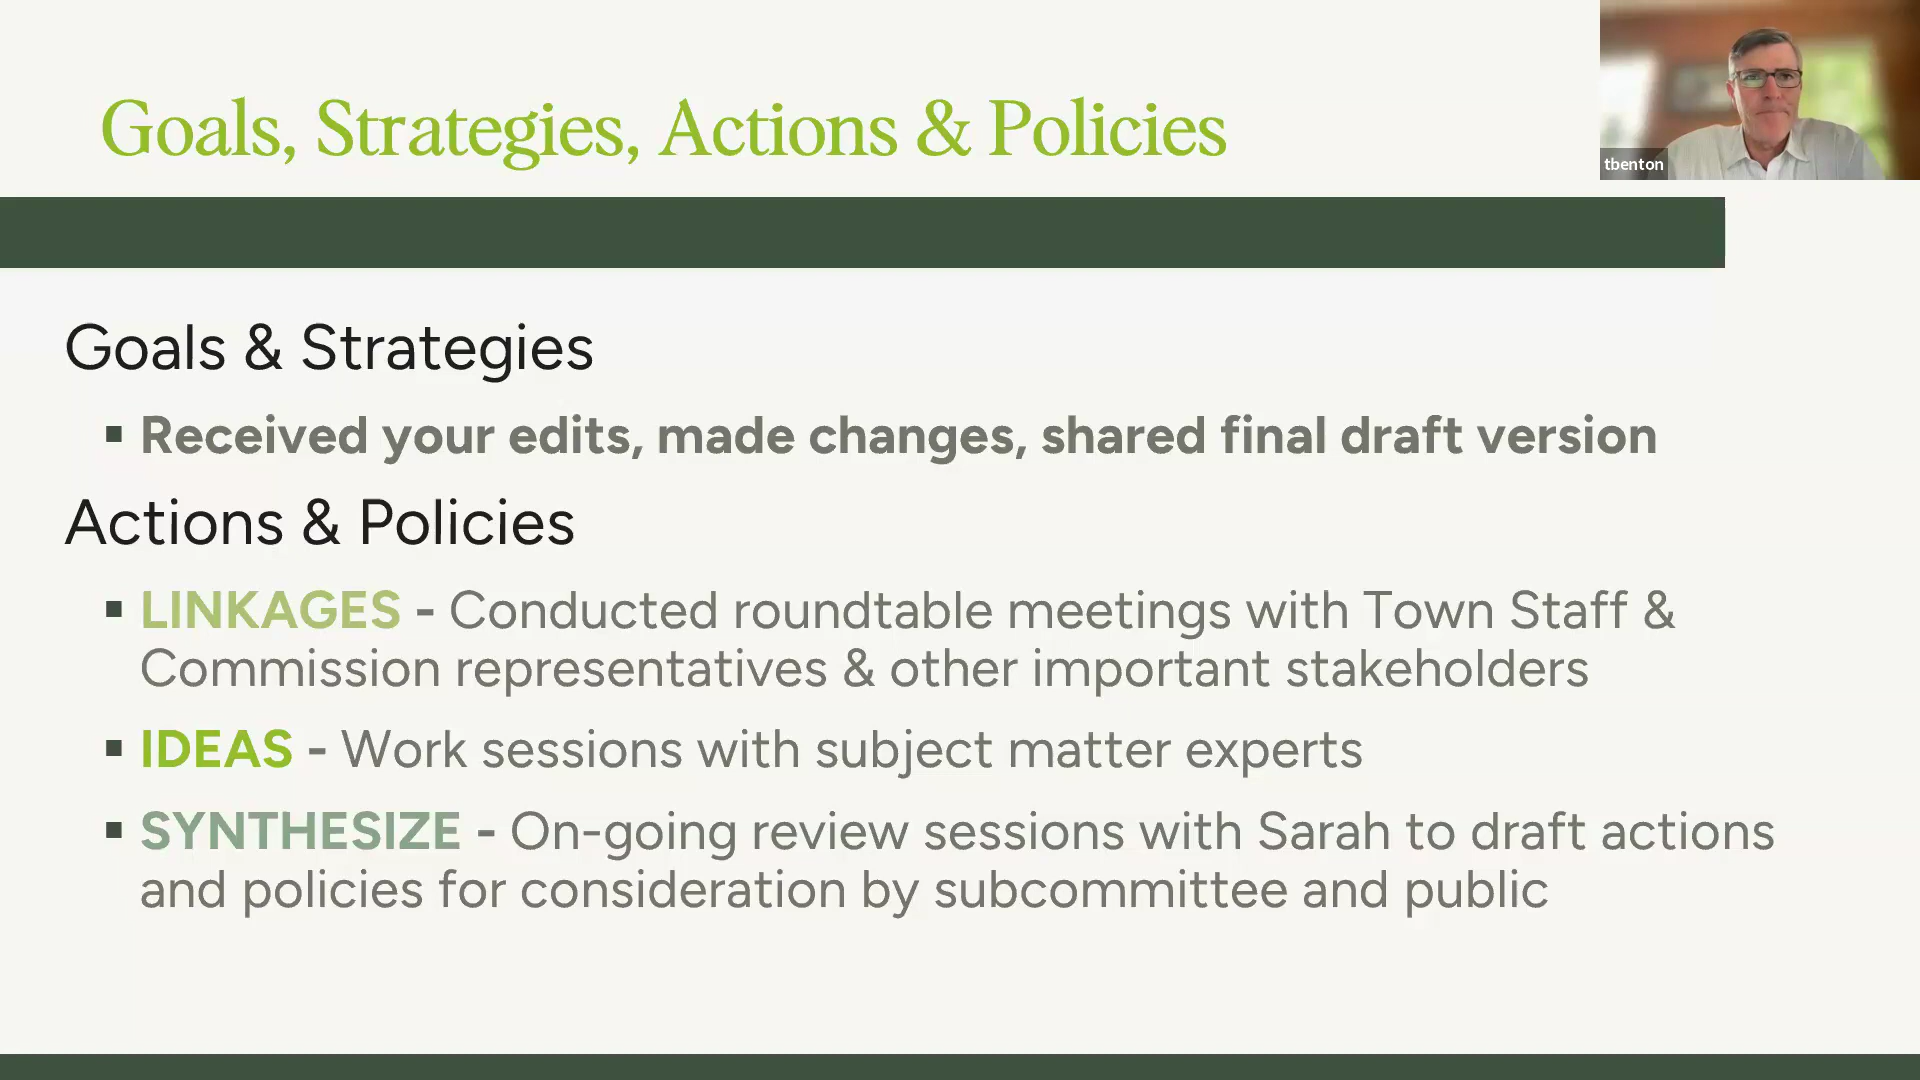 Goals, Strategies, Actions & Policies
tbenton
Goals & Strategies
▪ Received your edits, made changes, shared final draft version
Actions & Policies
▪ LINKAGES - Conducted roundtable meetings with Town Staff &
Commission representatives & other important stakeholders
▪ IDEAS - Work sessions with subject matter experts
▪ SYNTHESIZE - On-going review sessions with Sarah to draft actions
and policies for consideration by subcommittee and public